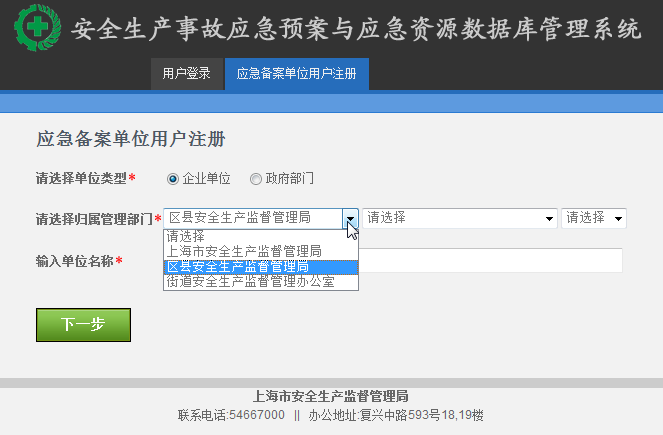 安全生产事故应急预案与应急资源数据库管理系统
用户登录 应急备案单位用户注册
应急备案单位用户注册
请选择单位类型* 企业单位 政府部门
请选择归属管理部门* 区县安全生产监督管理局 请选择 请选择
请选择
上海市安全生产监督管理局
区县安全生产监督管理局
街道安全生产监督管理办公室
输入单位名称*
下一步
上海市安全生产监督管理局
联系电话:54667000 || 办公地址:复兴中路593号18,19楼